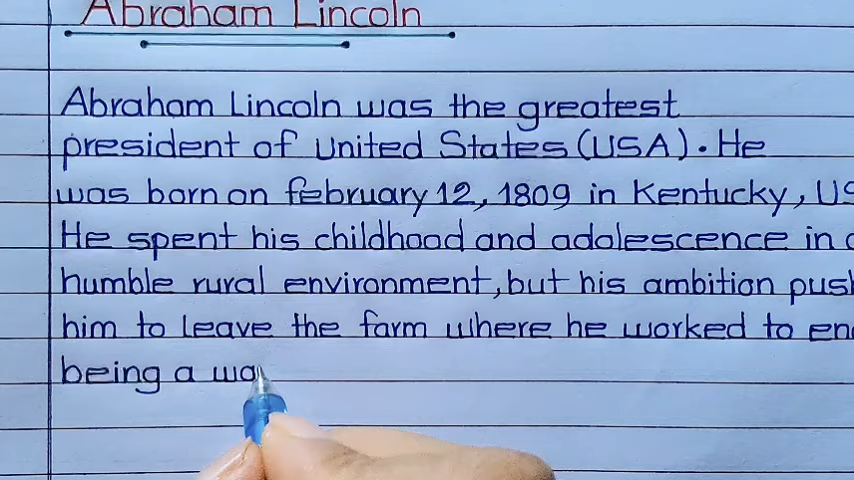 Abraham Lincoln
Abraham Lincoln was the greatest
president of United States (USA). He
was born on february 12, 1809 in Kentucky,
He spent his childhood and adolescence in
humble rural environment, but his ambition
him to leave the farm where he worked to
being a